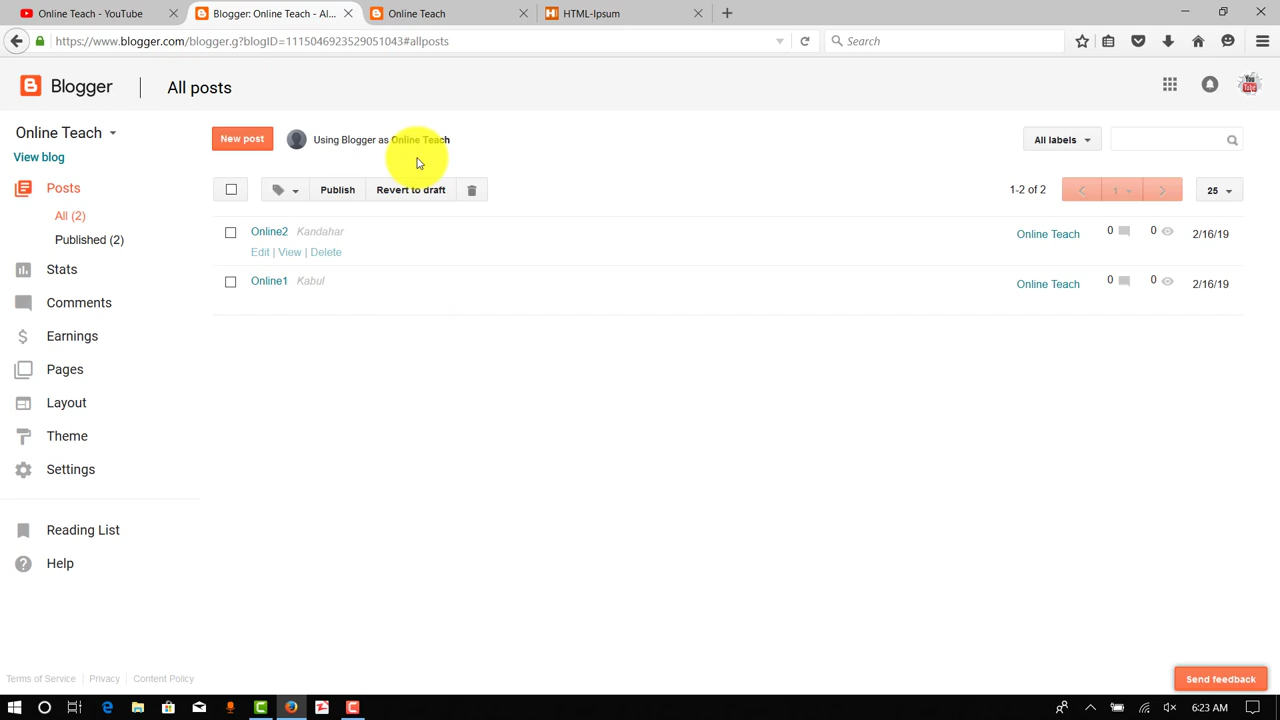 Online Teach - YouTube
Blogger: Online Teach - Al...
Online Teach
HTML-Ipsum
https://www.blogger.com/blogger.g?blogID=1115046923529051043#allposts
Search
Blogger
All posts
Online Teach
New post
Using Blogger as Online Teach
All labels
View blog
Posts
Publish
Revert to draft
1-2 of 2
1
25
All (2)
Online2 Kandahar
Online Teach
0
0
2/16/19
Published (2)
Edit | View | Delete
Stats
Online1 Kabul
Online Teach
0
0
2/16/19
Comments
Earnings
Pages
Layout
Theme
Settings
Reading List
Help
Terms of Service | Privacy | Content Policy
Send feedback
6:23 AM